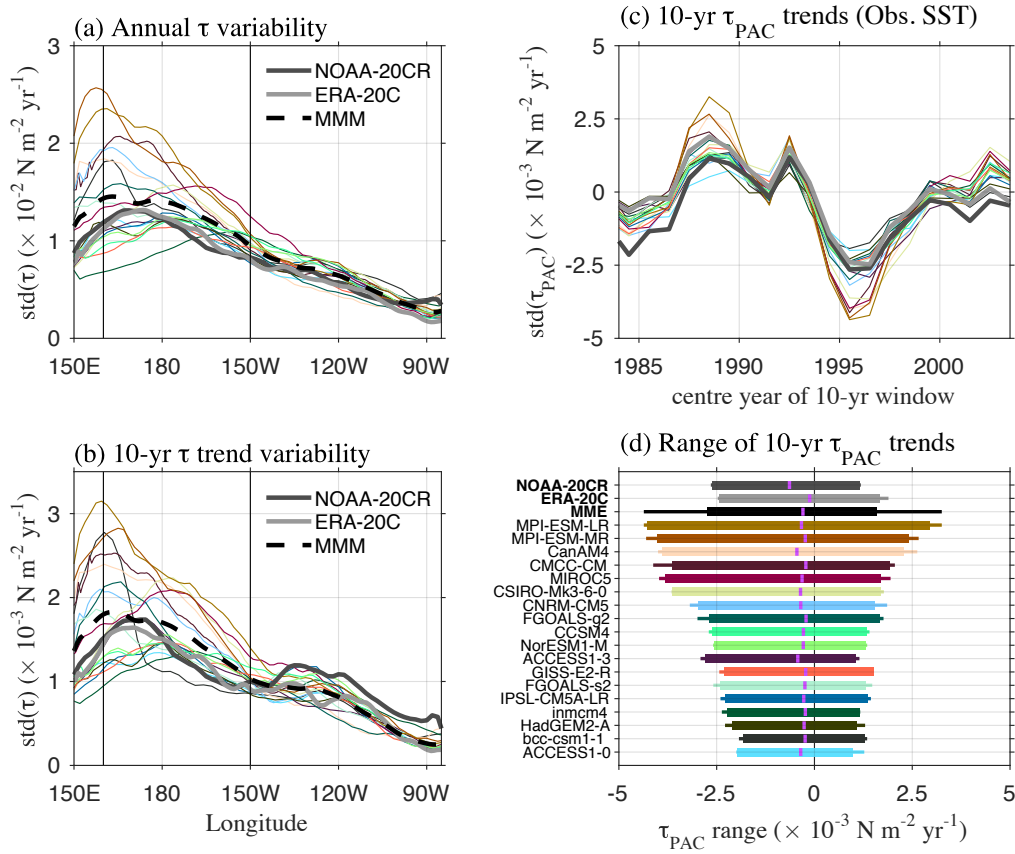 (a) Annual τ variability
std(τ) (× 10⁻² N m⁻² yr⁻¹)
3
2
1
0
NOAA-20CR
ERA-20C
MMM
150E 180 150W 120W 90W
(b) 10-yr τ trend variability
std(τ) (× 10⁻³ N m⁻² yr⁻¹)
3
2
1
0
NOAA-20CR
ERA-20C
MMM
150E 180 150W 120W 90W
Longitude
(c) 10-yr τ_PAC trends (Obs. SST)
std(τ_PAC) (× 10⁻³ N m⁻² yr⁻¹)
5
2.5
0
-2.5
-5
1985 1990 1995 2000
centre year of 10-yr window
(d) Range of 10-yr τ_PAC trends
NOAA-20CR
ERA-20C
MME
MPI-ESM-LR
MPI-ESM-MR
CanAM4
CMCC-CM
MIROC5
CSIRO-Mk3-6-0
CNRM-CM5
FGOALS-g2
CCSM4
NorESM1-M
ACCESS1-3
GISS-E2-R
FGOALS-s2
IPSL-CM5A-LR
inmcm4
HadGEM2-A
bcc-csm1-1
ACCESS1-0
-5 -2.5 0 2.5 5
τ_PAC range (× 10⁻³ N m⁻² yr⁻¹)